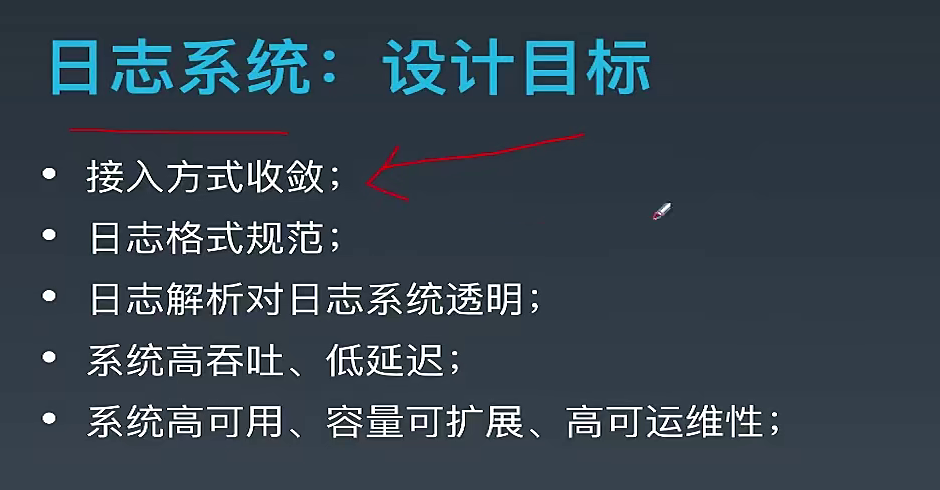 日志系统：设计目标
• 接入方式收敛；
• 日志格式规范；
• 日志解析对日志系统透明；
• 系统高吞吐、低延迟；
• 系统高可用、容量可扩展、高可运维性；